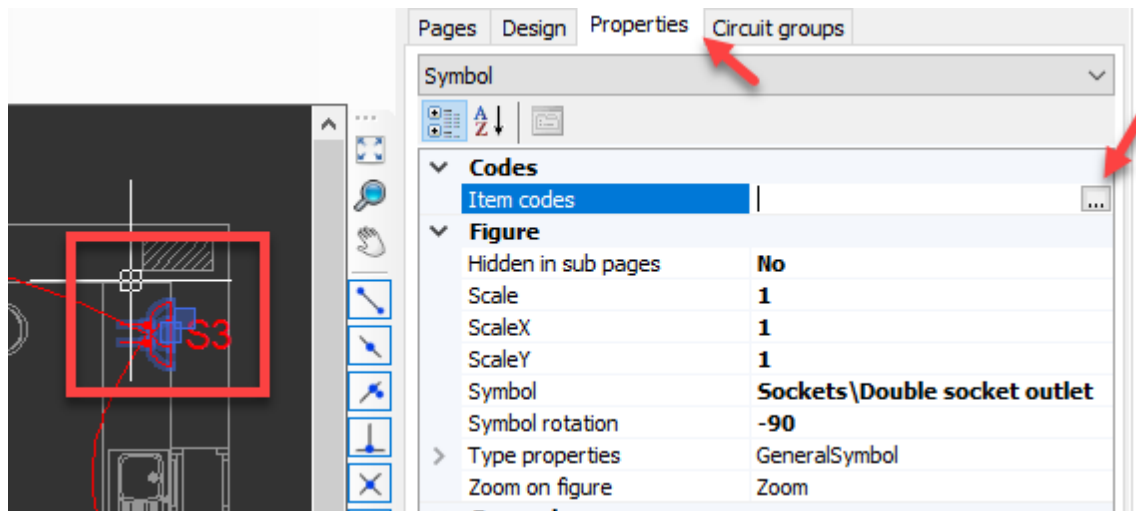 Pages Design Properties Circuit groups
Symbol
A
Z
Codes
Item codes ...
Figure
Hidden in sub pages No
Scale 1
ScaleX 1
ScaleY 1
Symbol Sockets\Double socket outlet
Symbol rotation -90
Type properties GeneralSymbol
Zoom on figure Zoom
S3